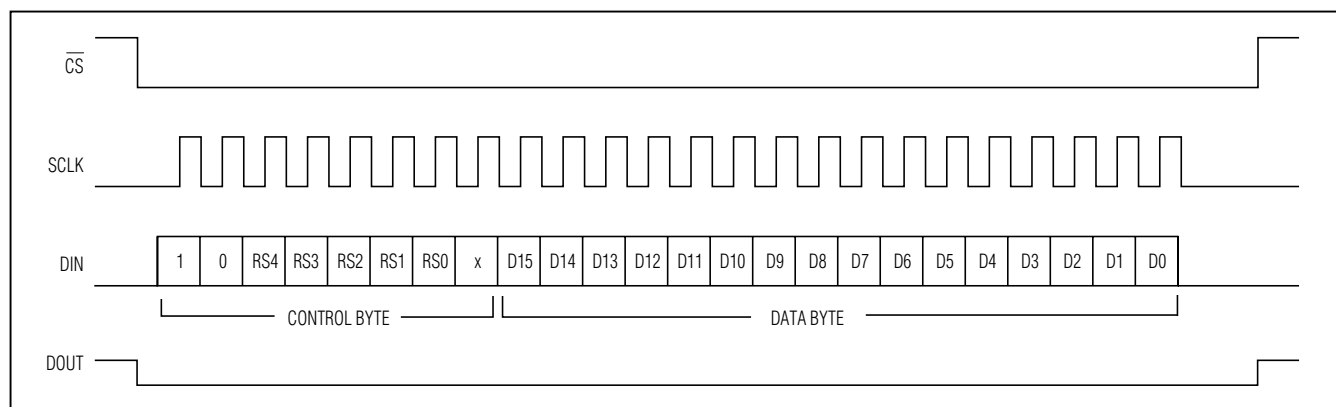 CS
SCLK
DIN 1 0 RS4 RS3 RS2 RS1 RS0 x D15 D14 D13 D12 D11 D10 D9 D8 D7 D6 D5 D4 D3 D2 D1 D0
CONTROL BYTE DATA BYTE
DOUT